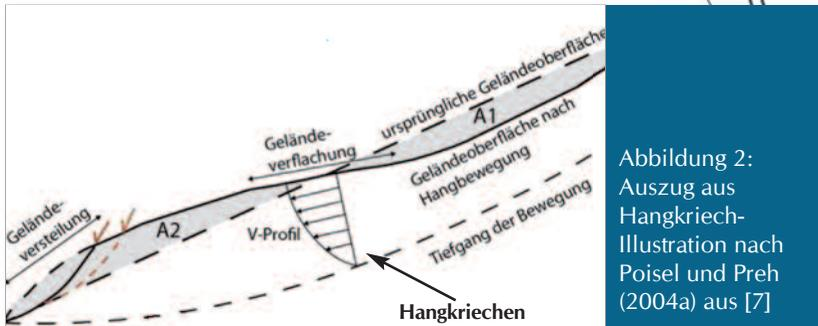 ursprüngliche Geländeoberfläche
A1
Gelände-
verflachung
Geländeoberfläche nach
Hangbewegung
Gelände-
versteilung
A2
V-Profil
Tiefgang der Bewegung
Hangkriechen
Abbildung 2:
Auszug aus
Hangkriech-
Illustration nach
Poisel und Preh
(2004a) aus [7]